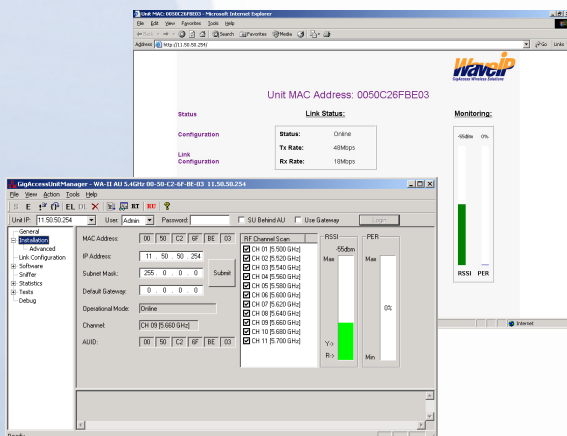 Unit MAC: 0050C26FBE03 - Microsoft Internet Explorer
File Edit View Favorites Tools Help
Back Search Favorites Media
Address http://11.50.50.254/ Go Links
WaveIP
GigAccess Wireless Solutions
Unit MAC Address: 0050C26FBE03
Status Link Status: Monitoring:
Configuration Status: Online -55dbm 0%
Tx Rate: 48Mbps
Link
Configuration Rx Rate: 18Mbps
RSSI PER
Internet
GigAccessUnitManager - WA-II AU 5.4GHz 00-50-C2-6F-BE-03 11.50.50.254
File View Action Tools Help
S E EL DL RT RU
Unit IP: 11.50.50.254 User: Admin Password: SU Behind AU Use Gateway Login
General
Installation
Advanced
Link Configuration
Software
Sniffer
Statistics
Tests
Debug
MAC Address: 00 50 C2 6F BE 03
IP Address: 11 . 50 . 50 . 254
Subnet Mask: 255 . 0 . 0 . 0 Submit
Default Gateway: 0 . 0 . 0 . 0
Operational Mode: Online
Channel: CH 09 [5.660 GHz]
AUID: 00 50 C2 6F BE 03
RF Channel Scan
CH 01 [5.500 GHz]
CH 02 [5.520 GHz]
CH 03 [5.540 GHz]
CH 04 [5.560 GHz]
CH 05 [5.580 GHz]
CH 06 [5.600 GHz]
CH 07 [5.620 GHz]
CH 08 [5.640 GHz]
CH 09 [5.660 GHz]
CH 10 [5.680 GHz]
CH 11 [5.700 GHz]
RSSI
-55dbm
Max
Y->
R->
PER
Max
0%
Min
Ready